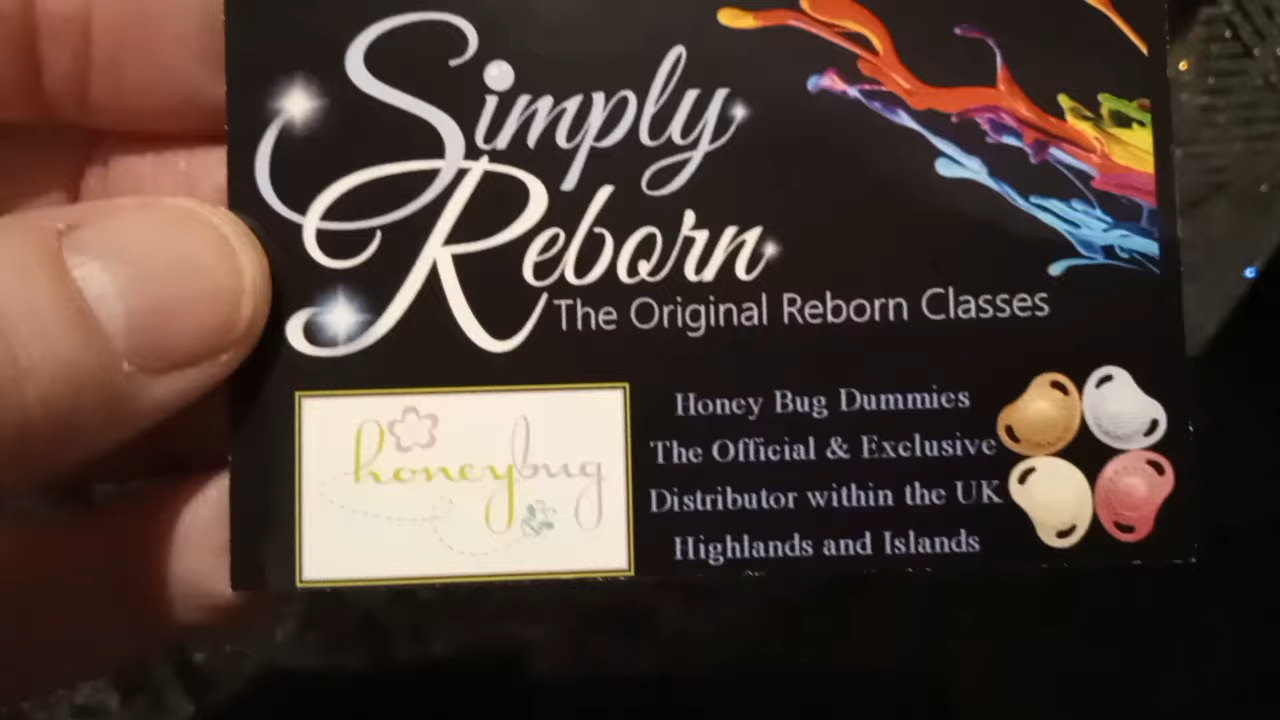 Simply
Reborn
The Original Reborn Classes
honeybug
Honey Bug Dummies
The Official & Exclusive
Distributor within the UK
Highlands and Islands